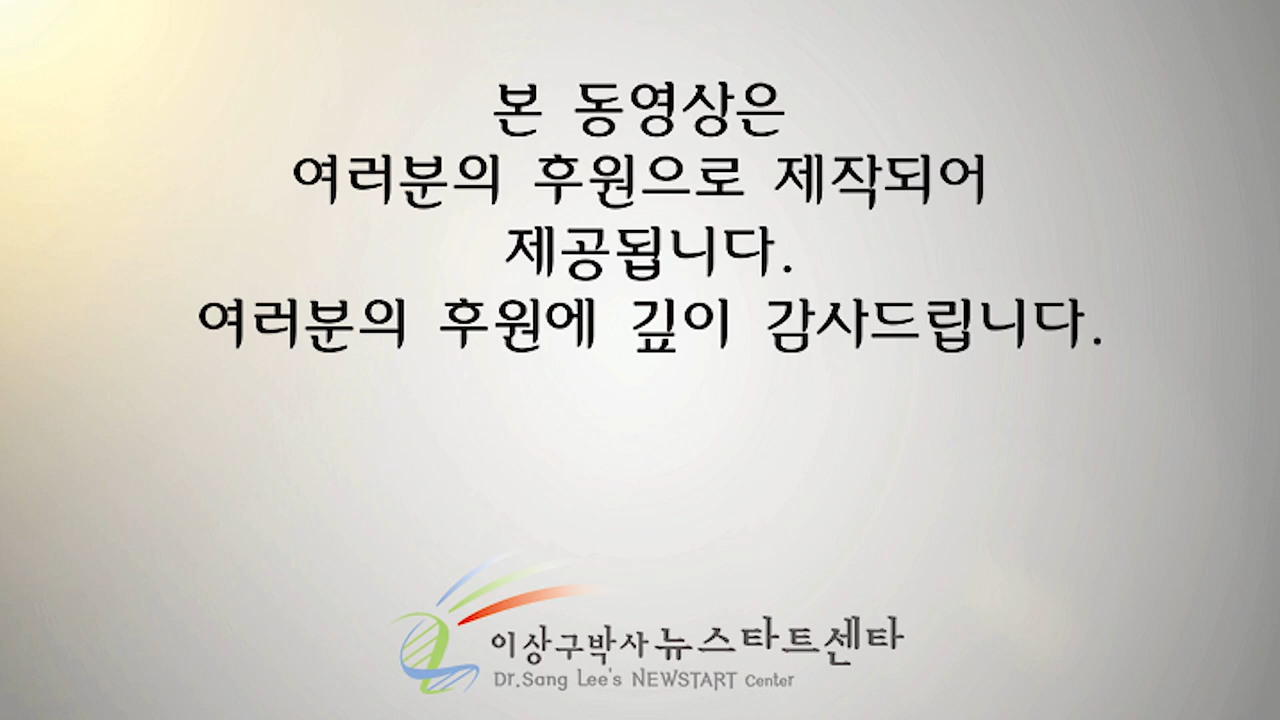 본 동영상은
여러분의 후원으로 제작되어
제공됩니다.
여러분의 후원에 깊이 감사드립니다.
이상구박사 뉴스타트센타
Dr.Sang Lee's NEWSTART Center